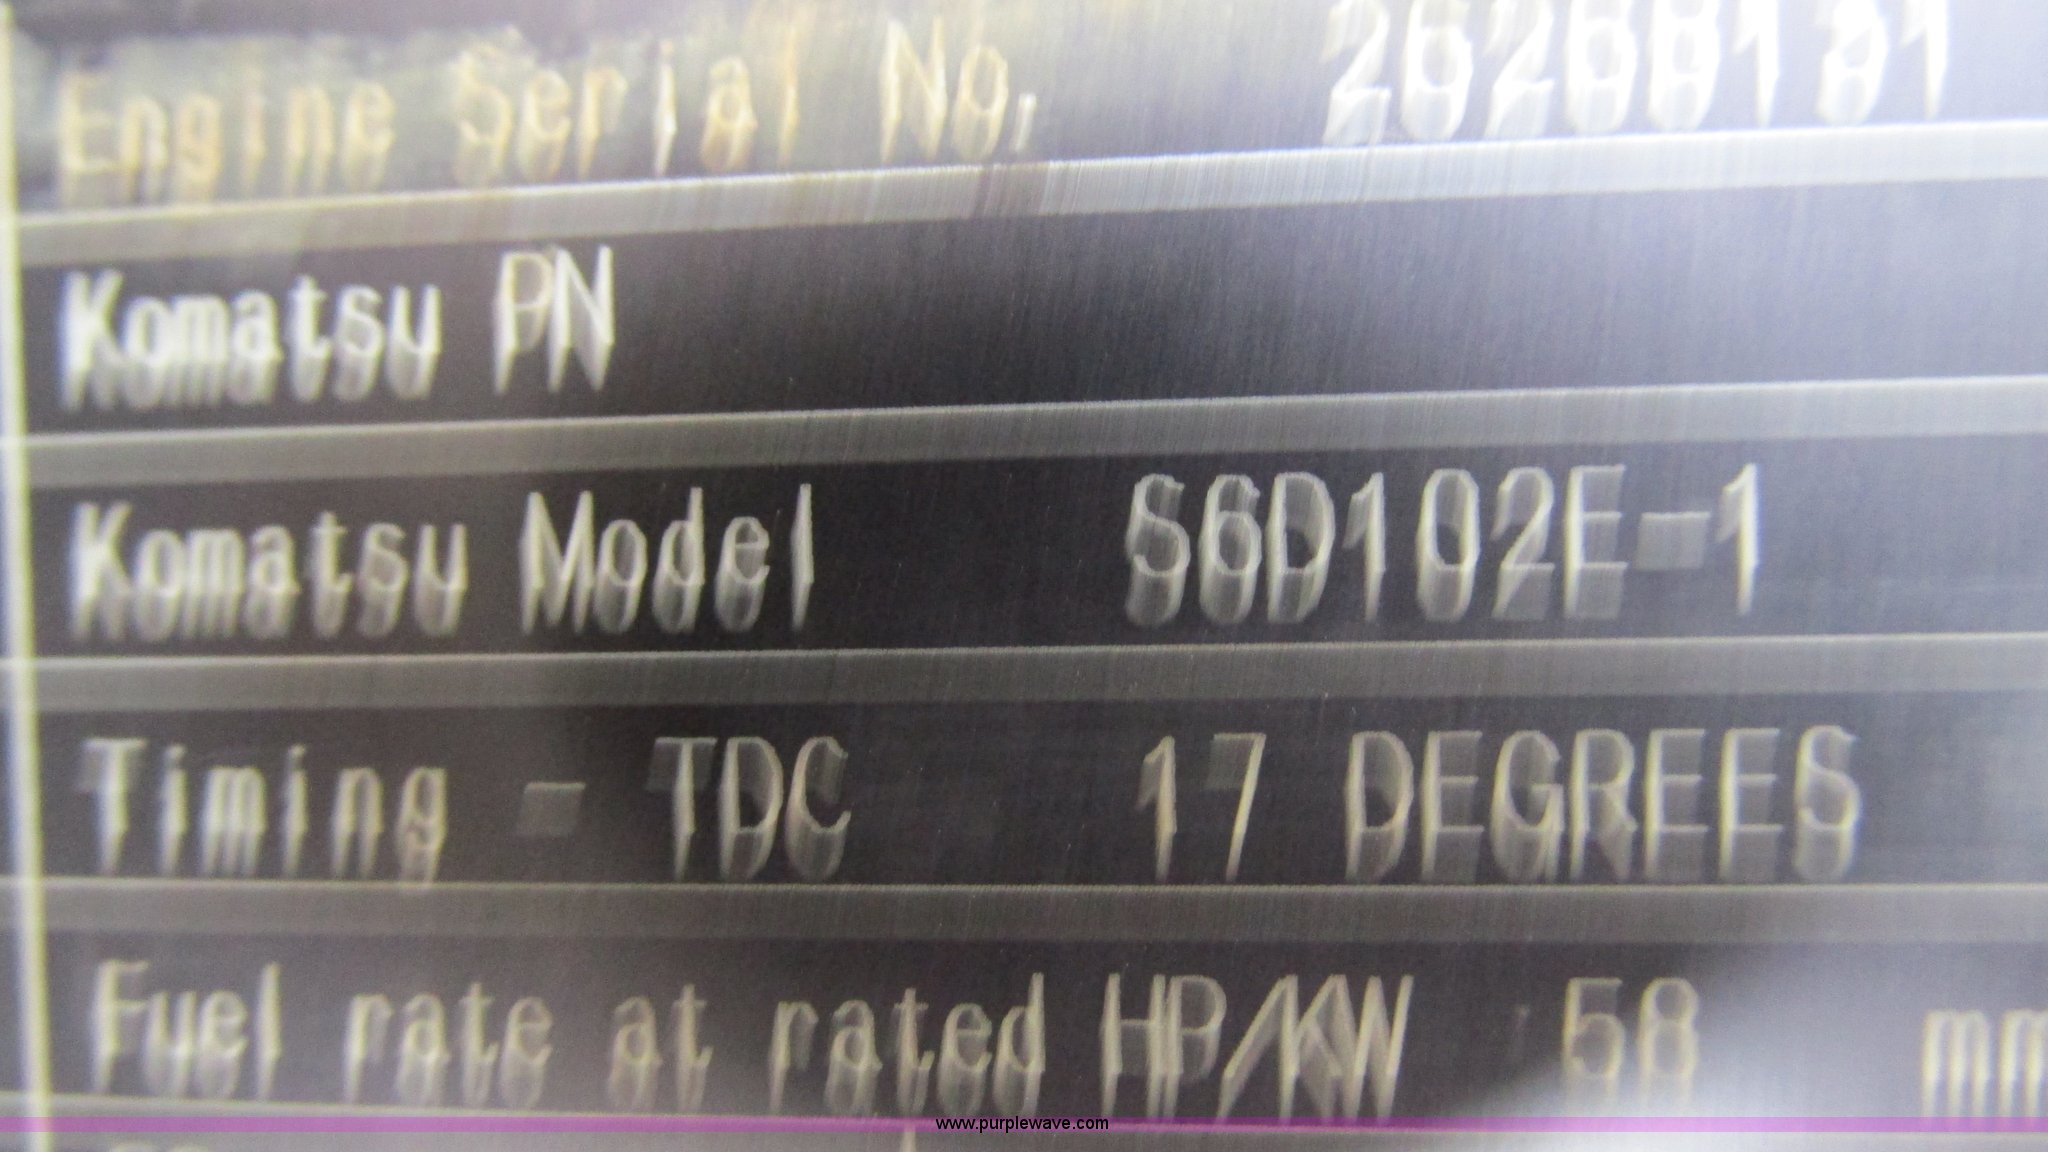 Engine Serial No.
Komatsu PN
Komatsu Model S6D102E-1
Timing - TDC 17 DEGREES
Fuel rate at rated HP/KW 58 mm
www.purplewave.com